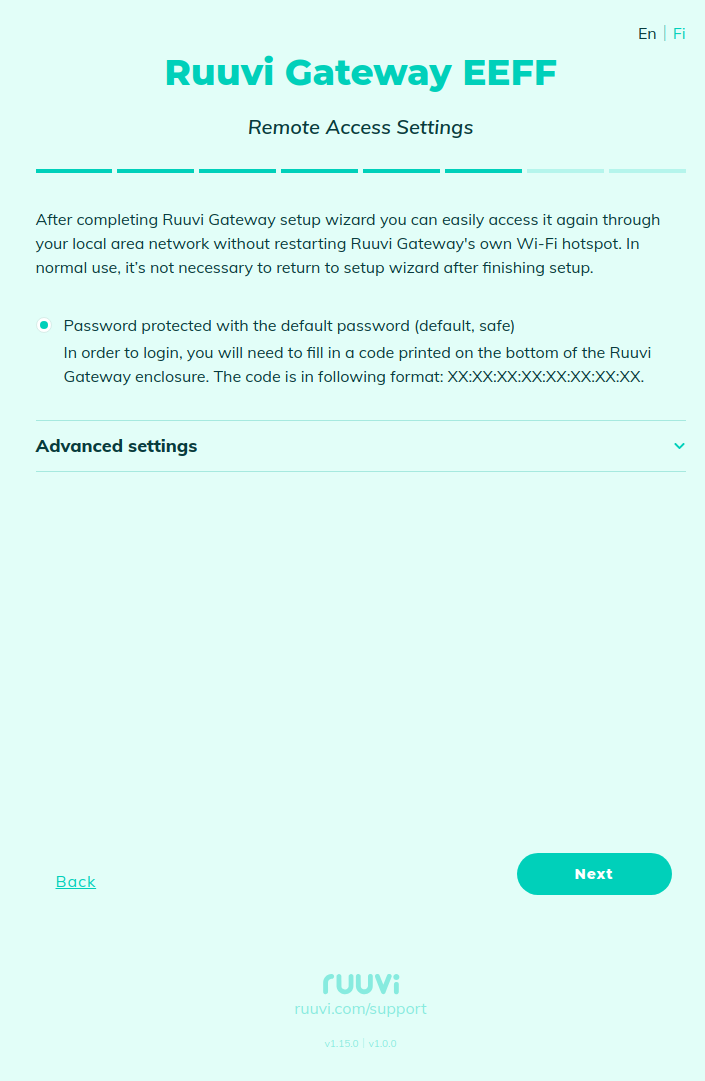 En | Fi
Ruuvi Gateway EEFF
Remote Access Settings
After completing Ruuvi Gateway setup wizard you can easily access it again through
your local area network without restarting Ruuvi Gateway's own Wi-Fi hotspot. In
normal use, it’s not necessary to return to setup wizard after finishing setup.
Password protected with the default password (default, safe)
In order to login, you will need to fill in a code printed on the bottom of the Ruuvi
Gateway enclosure. The code is in following format: XX:XX:XX:XX:XX:XX:XX:XX.
Advanced settings
Back
Next
ruuvi
ruuvi.com/support
v1.15.0 | v1.0.0